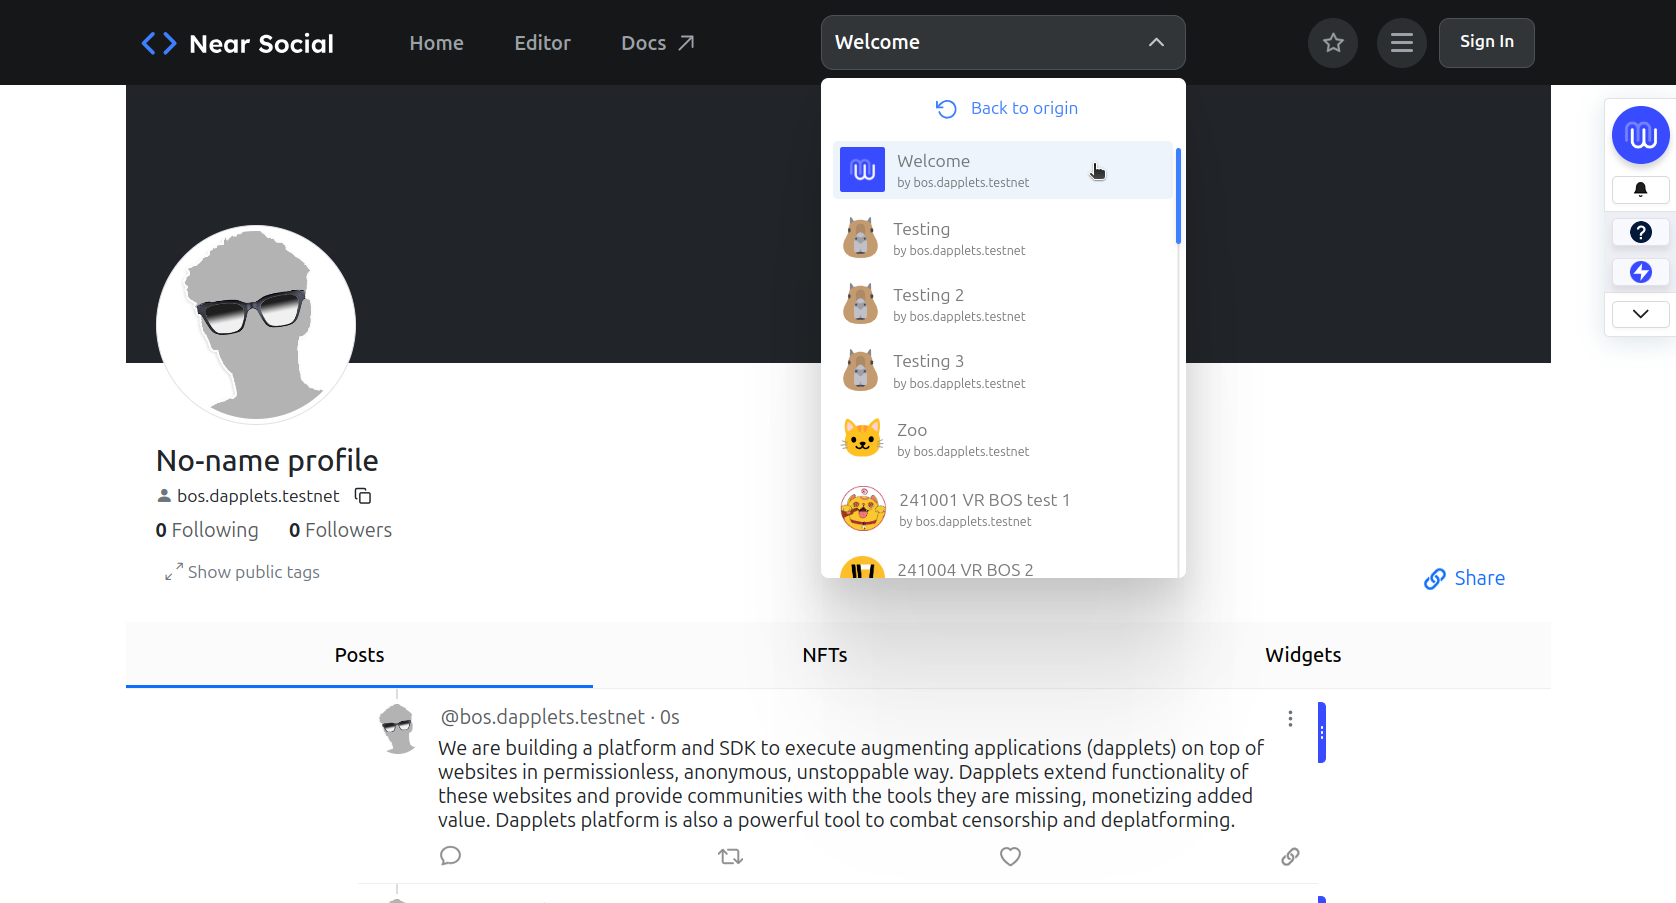 Near Social
Home
Editor
Docs
Welcome
Sign In
Back to origin
Welcome
by bos.dapplets.testnet
Testing
by bos.dapplets.testnet
Testing 2
by bos.dapplets.testnet
Testing 3
by bos.dapplets.testnet
Zoo
by bos.dapplets.testnet
241001 VR BOS test 1
by bos.dapplets.testnet
241004 VR BOS 2
No-name profile
bos.dapplets.testnet
0 Following 0 Followers
Show public tags
Share
Posts
NFTs
Widgets
@bos.dapplets.testnet · 0s
We are building a platform and SDK to execute augmenting applications (dapplets) on top of
websites in permissionless, anonymous, unstoppable way. Dapplets extend functionality of
these websites and provide communities with the tools they are missing, monetizing added
value. Dapplets platform is also a powerful tool to combat censorship and deplatforming.